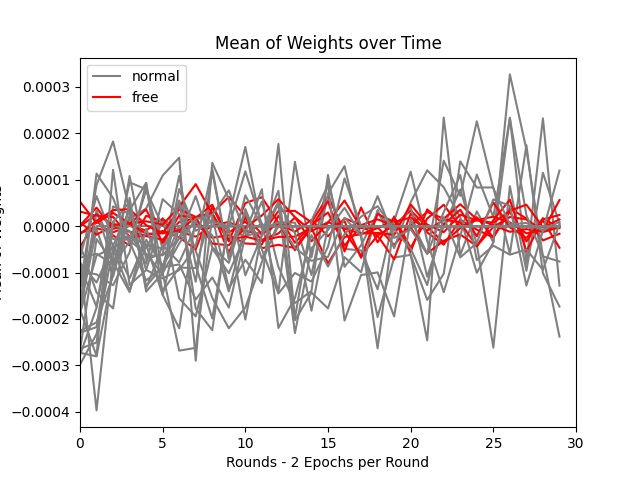 Mean of Weights over Time
normal
free
0.0003
0.0002
0.0001
0.0000
−0.0001
−0.0002
−0.0003
−0.0004
0 5 10 15 20 25 30
Rounds - 2 Epochs per Round